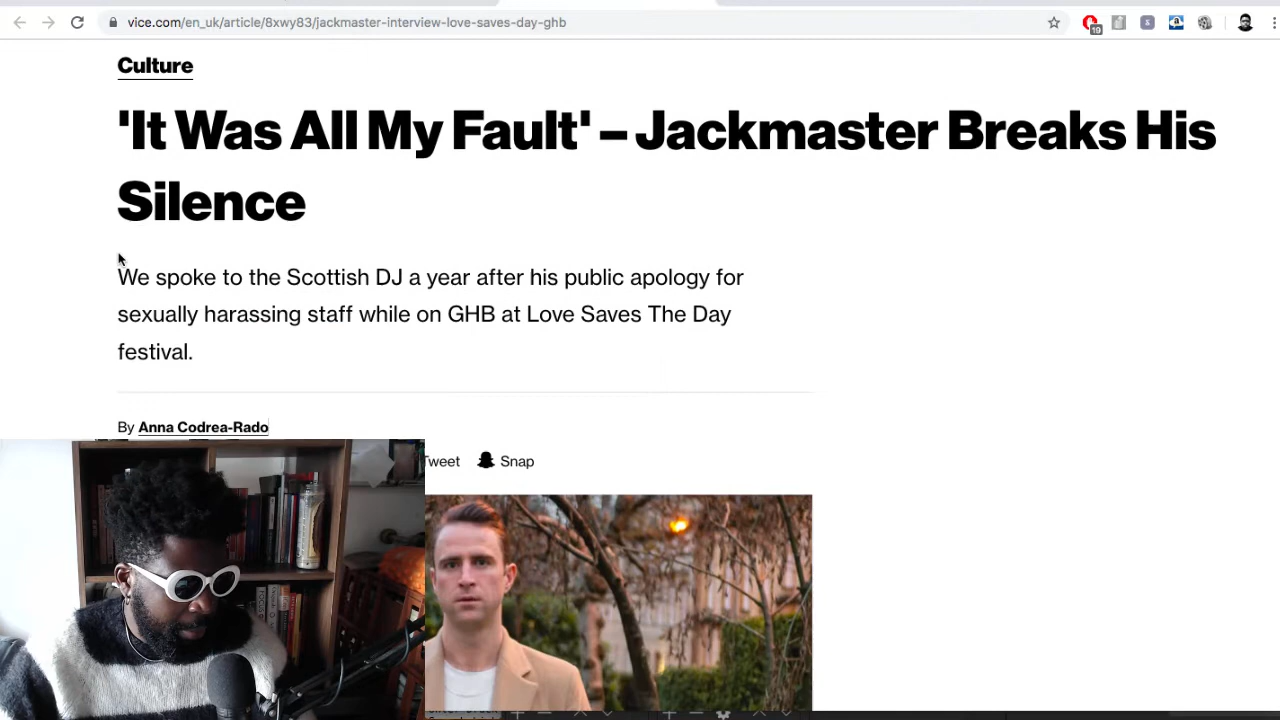 vice.com/en_uk/article/8xwy83/jackmaster-interview-love-saves-day-ghb
19
Culture
'It Was All My Fault' – Jackmaster Breaks His
Silence
We spoke to the Scottish DJ a year after his public apology for
sexually harassing staff while on GHB at Love Saves The Day
festival.
By Anna Codrea-Rado
Tweet Snap